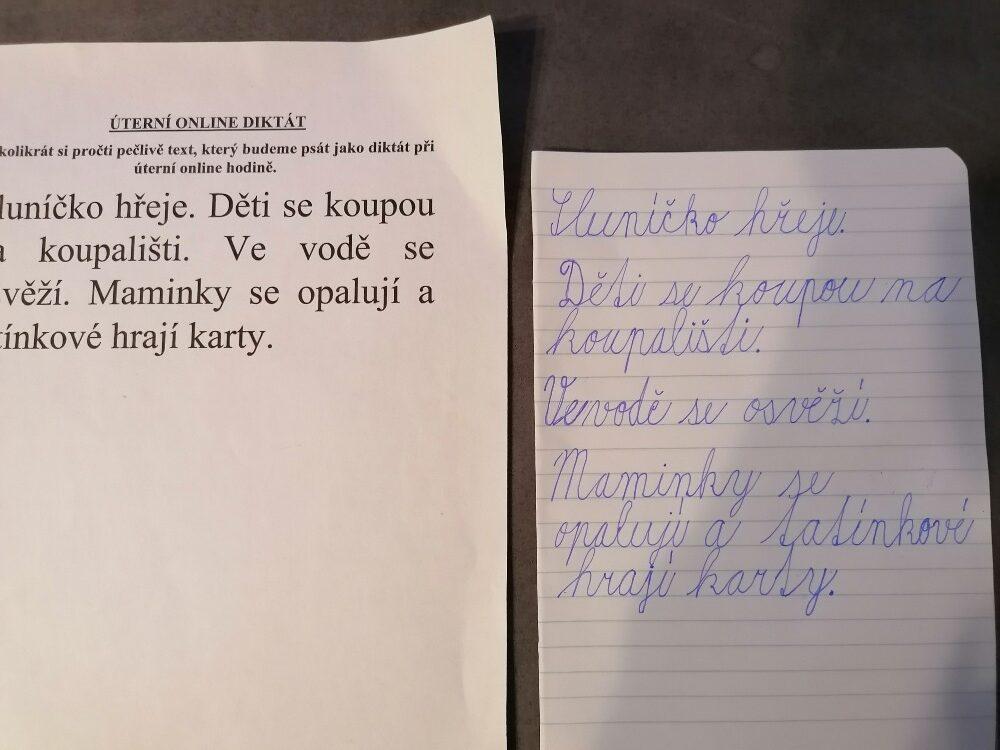 ÚTERNÍ ONLINE DIKTÁT
kolikrát si pročti pečlivě text, který budeme psát jako diktát při
úterní online hodině.
luníčko hřeje. Děti se koupou
a koupališti. Ve vodě se
svěží. Maminky se opalují a
tínkové hrají karty.
Sluníčko hřeje.
Děti se koupou na
koupališti.
Ve vodě se osvěží.
Maminky se
opalují a tatínkové
hrají karty.